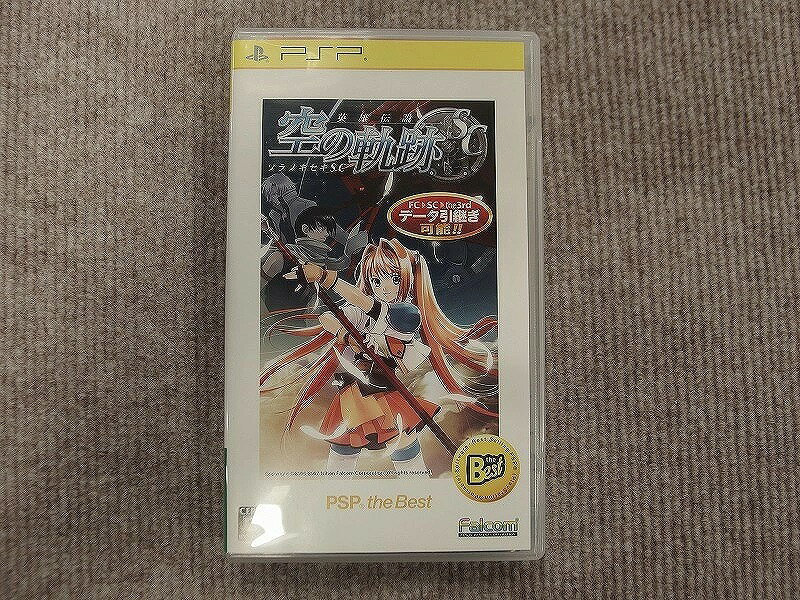 PSP
英雄伝説
空の軌跡SC
ソラノキセキSC
FC▶SC▶the3rd
データ引継ぎ
可能!!
the
Best
PSP® the Best
Falcom